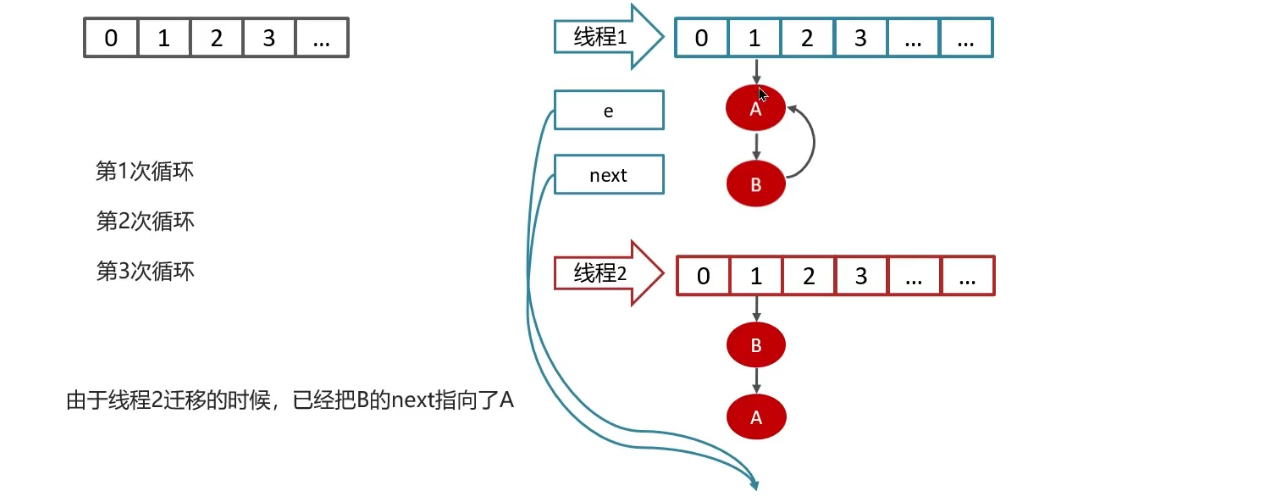 0 1 2 3 ...
线程1
0 1 2 3 ... ...
e
A
第1次循环
next
B
第2次循环
第3次循环
线程2
0 1 2 3 ... ...
B
由于线程2迁移的时候，已经把B的next指向了A
A